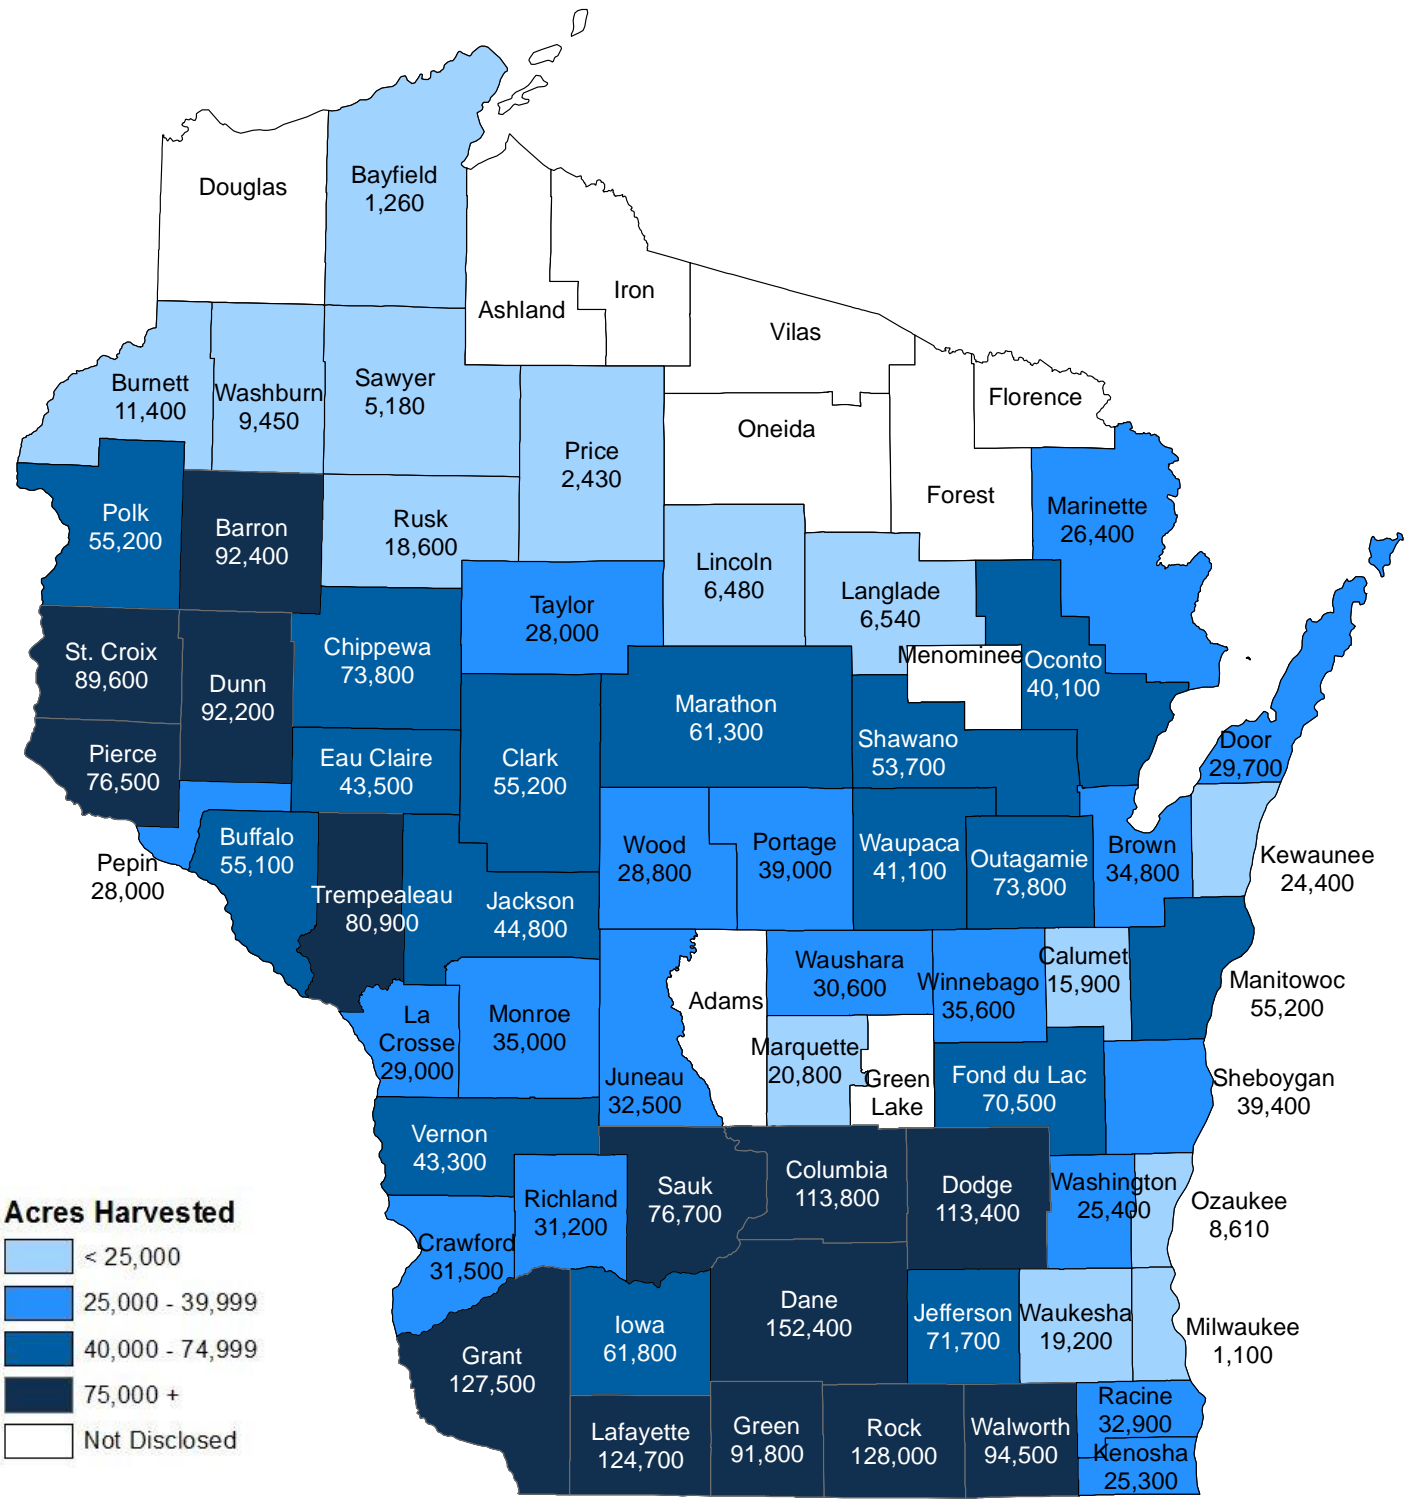 Douglas
Bayfield
1,260
Ashland
Iron
Vilas
Burnett
11,400
Washburn
9,450
Sawyer
5,180
Price
2,430
Oneida
Florence
Forest
Marinette
26,400
Polk
55,200
Barron
92,400
Rusk
18,600
Lincoln
6,480
Langlade
6,540
Taylor
28,000
Chippewa
73,800
St. Croix
89,600
Dunn
92,200
Menominee
Oconto
40,100
Marathon
61,300
Pierce
76,500
Eau Claire
43,500
Clark
55,200
Shawano
53,700
Door
29,700
Buffalo
55,100
Pepin
28,000
Trempealeau
80,900
Jackson
44,800
Wood
28,800
Portage
39,000
Waupaca
41,100
Outagamie
73,800
Brown
34,800
Kewaunee
24,400
La
Crosse
29,000
Monroe
35,000
Juneau
32,500
Adams
Waushara
30,600
Winnebago
35,600
Calumet
15,900
Manitowoc
55,200
Marquette
20,800
Green
Lake
Fond du Lac
70,500
Sheboygan
39,400
Vernon
43,300
Richland
31,200
Sauk
76,700
Columbia
113,800
Dodge
113,400
Washington
25,400
Ozaukee
8,610
Crawford
31,500
Grant
127,500
Iowa
61,800
Dane
152,400
Jefferson
71,700
Waukesha
19,200
Milwaukee
1,100
Lafayette
124,700
Green
91,800
Rock
128,000
Walworth
94,500
Racine
32,900
Kenosha
25,300
Acres Harvested
< 25,000
25,000 - 39,999
40,000 - 74,999
75,000 +
Not Disclosed